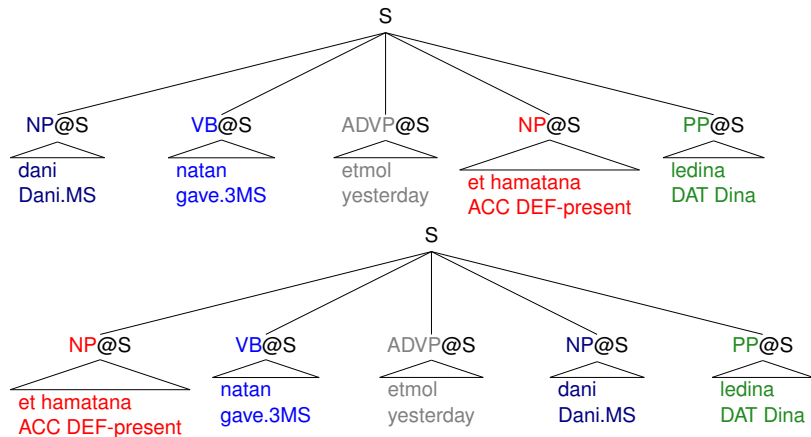 S
NP@S VB@S ADVP@S NP@S PP@S
dani natan etmol et hamatana ledina
Dani.MS gave.3MS yesterday ACC DEF-present DAT Dina
S
NP@S VB@S ADVP@S NP@S PP@S
et hamatana natan etmol dani ledina
ACC DEF-present gave.3MS yesterday Dani.MS DAT Dina